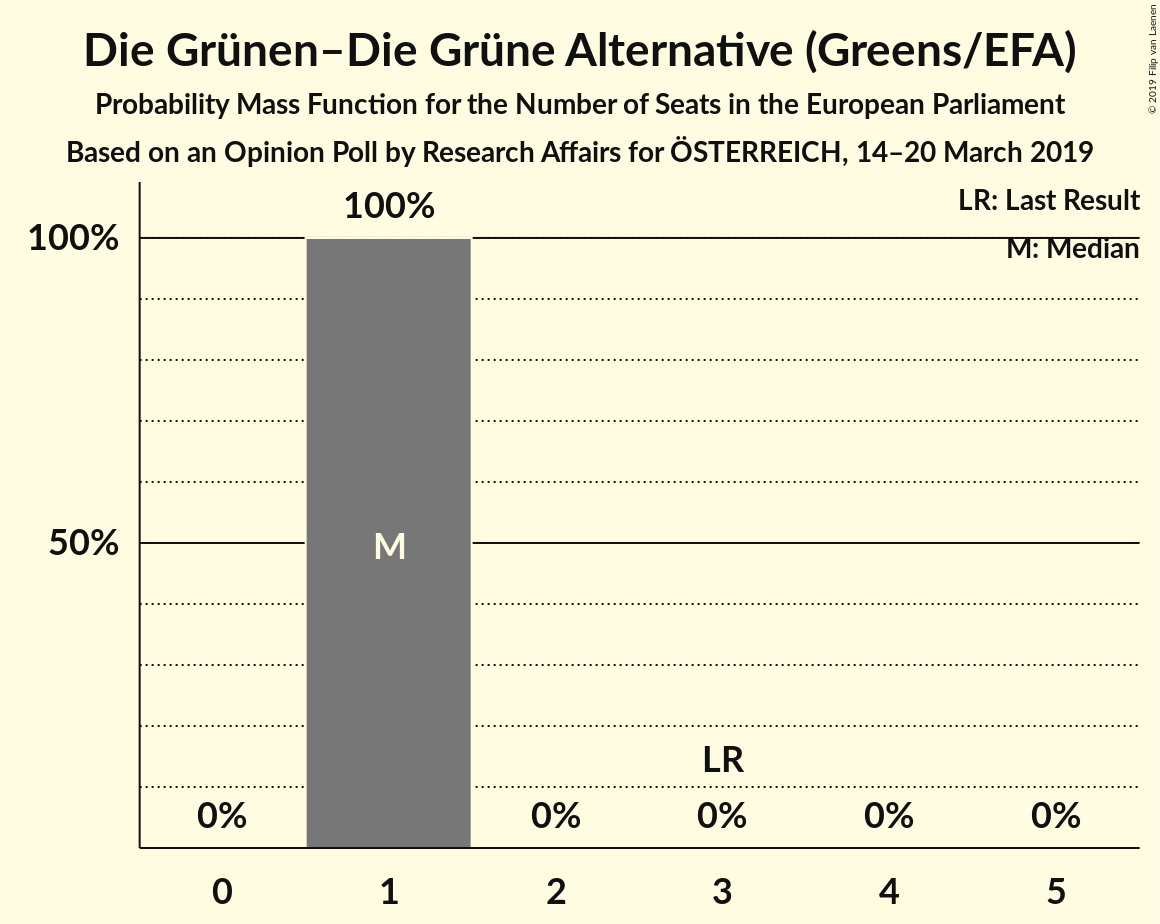 Die Grünen–Die Grüne Alternative (Greens/EFA)
Probability Mass Function for the Number of Seats in the European Parliament
Based on an Opinion Poll by Research Affairs for ÖSTERREICH, 14–20 March 2019
© 2019 Filip van Laenen
LR: Last Result
M: Median
100%
100%
50%
M
LR
0% 0% 0% 0% 0%
0 1 2 3 4 5